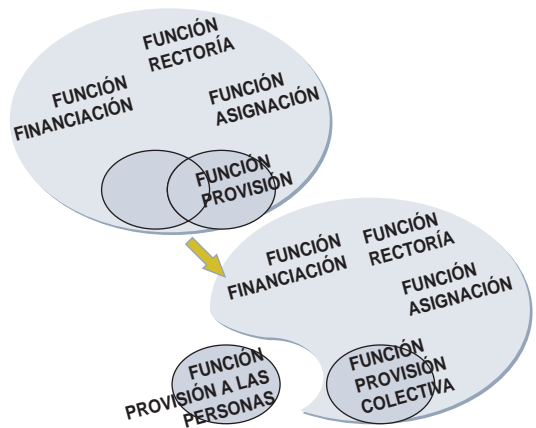 FUNCIÓN
RECTORÍA
FUNCIÓN
FINANCIACIÓN
FUNCIÓN
ASIGNACIÓN
FUNCIÓN
PROVISIÓN
FUNCIÓN
FINANCIACIÓN
FUNCIÓN
RECTORÍA
FUNCIÓN
ASIGNACIÓN
FUNCIÓN
PROVISIÓN A LAS
PERSONAS
FUNCIÓN
PROVISIÓN
COLECTIVA